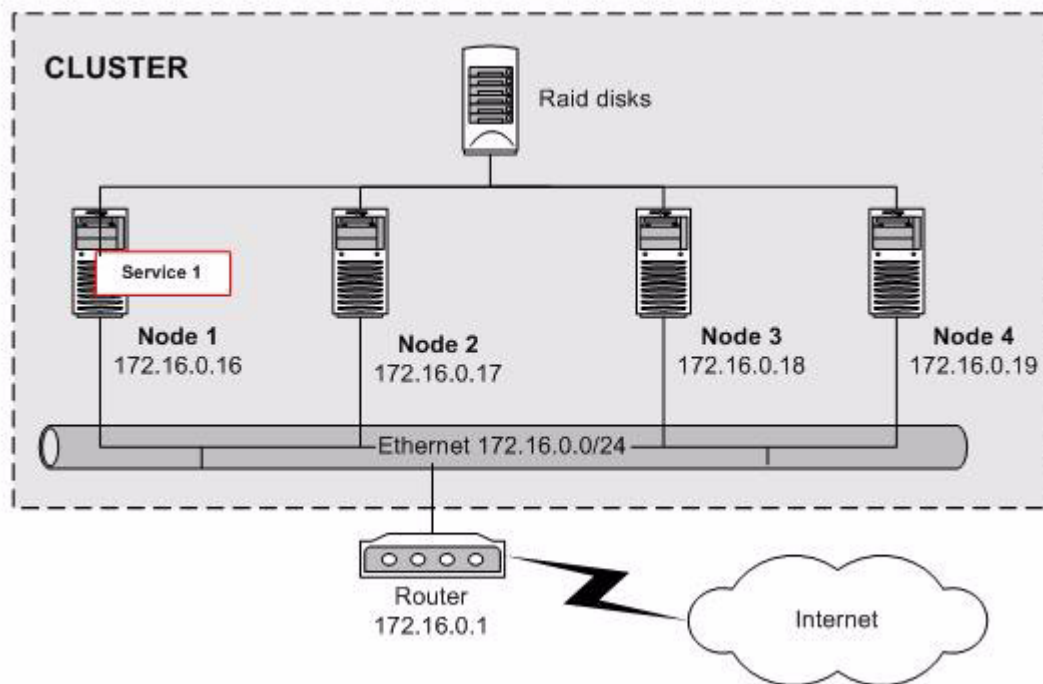 CLUSTER
Raid disks
Service 1
Node 1
172.16.0.16
Node 2
172.16.0.17
Node 3
172.16.0.18
Node 4
172.16.0.19
Ethernet 172.16.0.0/24
Router
172.16.0.1
Internet